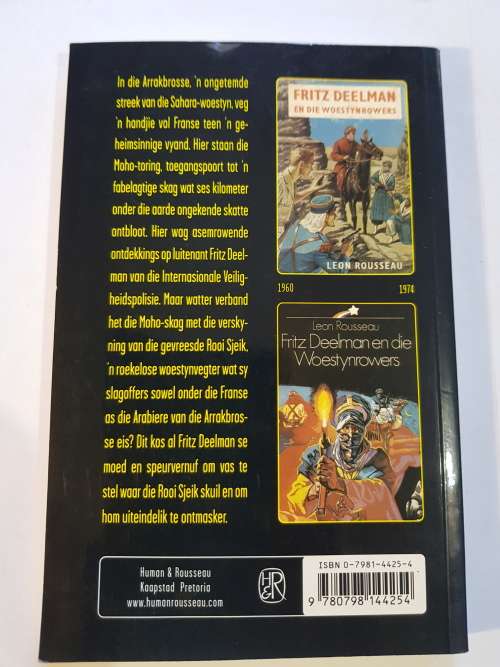 In die Arrakbrosse, 'n ongetemde
streek van die Sahara-woestyn, veg
'n handjie vol Franse teen 'n ge-
heimsinnige vyand. Hier staan die
Moho-toring, toegangspoort tot 'n
fabelagtige skag wat ses kilometer
onder die aarde ongekende skatte
ontbloot. Hier wag asemrowende
ontdekkings op luitenant Fritz Deel-
man van die Internasionale Veilig-
heidspolisie. Maar watter verband
het die Moho-skag met die versky-
ning van die gevreesde Rooi Sjeik,
'n roekelose woestynvegter wat sy
slagoffers sowel onder die Franse
as die Arabiere van die Arrakbros-
se eis? Dit kos al Fritz Deelman se
moed en speurvernuf om vas te
stel waar die Rooi Sjeik skuil en om
hom uiteindelik te ontmasker.
FRITZ DEELMAN
EN DIE WOESTYNROWERS
LEON ROUSSEAU
1960
1974
Leon Rousseau
Fritz Deelman en die
Woestynrowers
Human & Rousseau
Kaapstad Pretoria
www.humanrousseau.com
H&R
ISBN 0-7981-4425-4
9 780798 144254